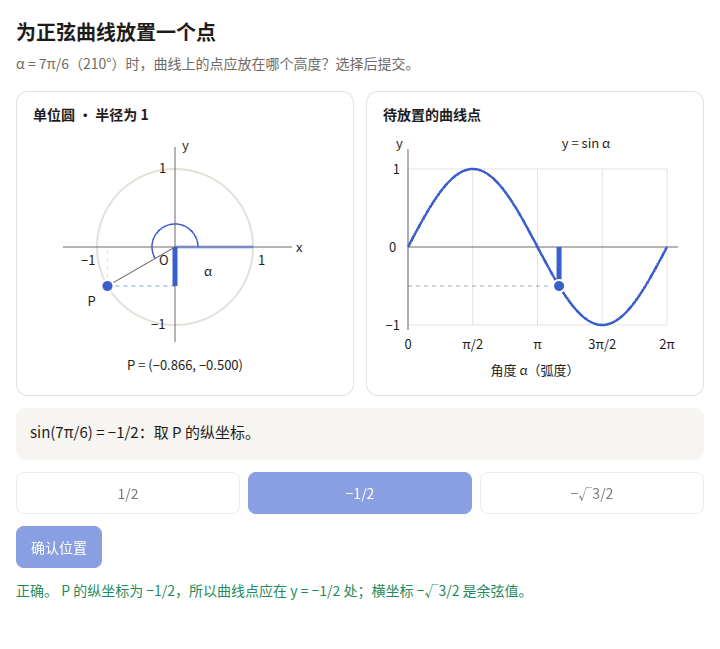 为正弦曲线放置一个点
α = 7π/6（210°）时，曲线上的点应放在哪个高度？选择后提交。
单位圆 · 半径为 1
y
1
−1
O
1
x
α
P
−1
P = (−0.866, −0.500)
待放置的曲线点
y
y = sin α
1
0
−1
0
π/2
π
3π/2
2π
角度 α（弧度）
sin(7π/6) = −1/2：取 P 的纵坐标。
1/2
−1/2
−√3/2
确认位置
正确。 P 的纵坐标为 −1/2，所以曲线点应在 y = −1/2 处；横坐标 −√3/2 是余弦值。